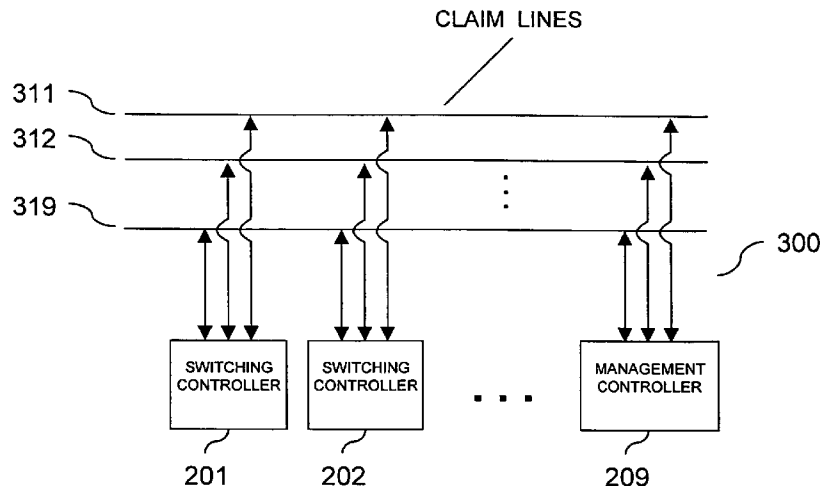 CLAIM LINES
311
312
319
300
SWITCHING
CONTROLLER
SWITCHING
CONTROLLER
MANAGEMENT
CONTROLLER
201
202
209